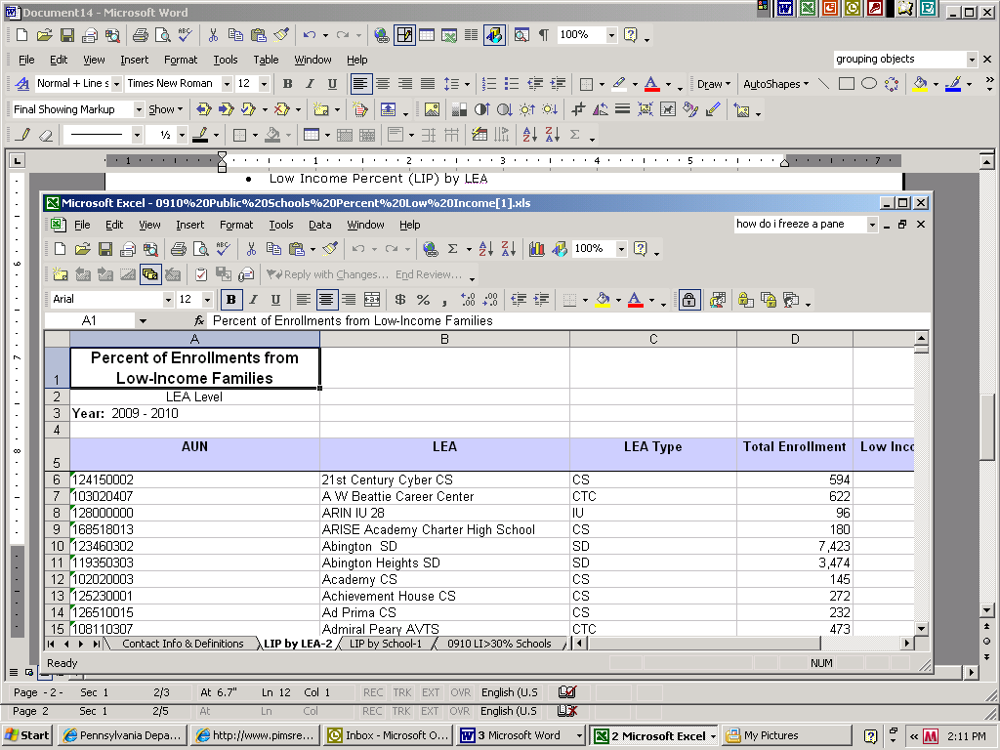 Document14 - Microsoft Word
100%
File Edit View Insert Format Tools Table Window Help
grouping objects
Normal + Line s Times New Roman 12 B I U Draw AutoShapes
Final Showing Markup Show
½
1 1 2 3 4 5 7
• Low Income Percent (LIP) by LEA
Microsoft Excel - 0910%20Public%20Schools%20Percent%20Low%20Income[1].xls
File Edit View Insert Format Tools Data Window Help
how do i freeze a pane
100%
Reply with Changes... End Review...
Arial 12 B I U $ % ,
A1 fx Percent of Enrollments from Low-Income Families
A B C D
1 Percent of Enrollments from
Low-Income Families
2 LEA Level
3 Year: 2009 - 2010
4
5 AUN LEA LEA Type Total Enrollment Low Inco
6 124150002 21st Century Cyber CS CS 594
7 103020407 A W Beattie Career Center CTC 622
8 128000000 ARIN IU 28 IU 96
9 168518013 ARISE Academy Charter High School CS 180
10 123460302 Abington SD SD 7,423
11 119350303 Abington Heights SD SD 3,474
12 102020003 Academy CS CS 145
13 125230001 Achievement House CS CS 272
14 126510015 Ad Prima CS CS 232
15 108110307 Admiral Peary AVTS CTC 473
Contact Info & Definitions LIP by LEA-2 LIP by School-1 0910 LI>30% Schools
Ready NUM
Page - 2 - Sec 1 2/3 At 6.7" Ln 12 Col 1 REC TRK EXT OVR English (U.S
Page 2 Sec 1 2/5 At Ln Col REC TRK EXT OVR English (U.S
Start Pennsylvania Depa... http://www.pimsre... Inbox - Microsoft O... 3 Microsoft Word 2 Microsoft Excel My Pictures 2:11 PM